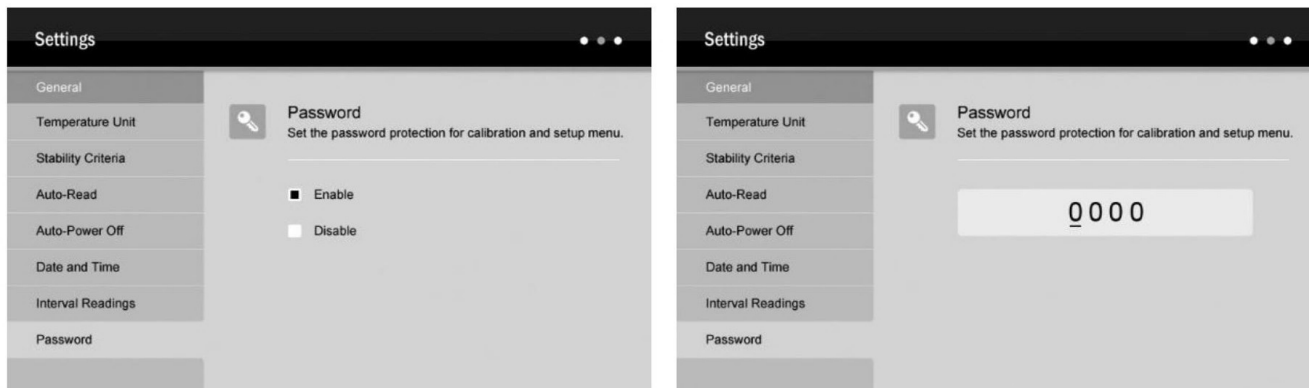 Settings
General
Temperature Unit
Stability Criteria
Auto-Read
Auto-Power Off
Date and Time
Interval Readings
Password
Password
Set the password protection for calibration and setup menu.
Enable
Disable
Settings
General
Temperature Unit
Stability Criteria
Auto-Read
Auto-Power Off
Date and Time
Interval Readings
Password
Password
Set the password protection for calibration and setup menu.
0000